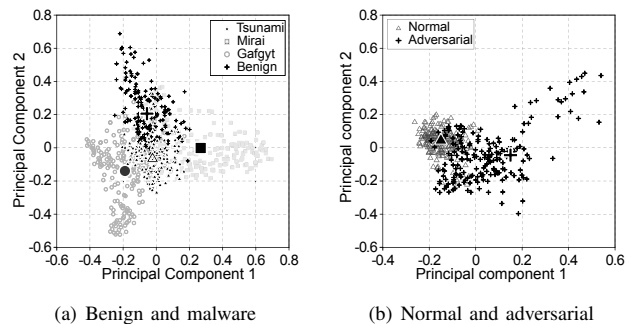 0.8
0.6
0.4
0.2
0
-0.2
-0.4
-0.6
-0.6 -0.4 -0.2 0 0.2 0.4 0.6 0.8
Principal Component 2
Principal Component 1
Tsunami
Mirai
Gafgyt
Benign
(a) Benign and malware
0.8
0.6
0.4
0.2
0
-0.2
-0.4
-0.6
-0.4 -0.2 0 0.2 0.4 0.6
Principal Component 2
Principal component 1
Normal
Adversarial
(b) Normal and adversarial